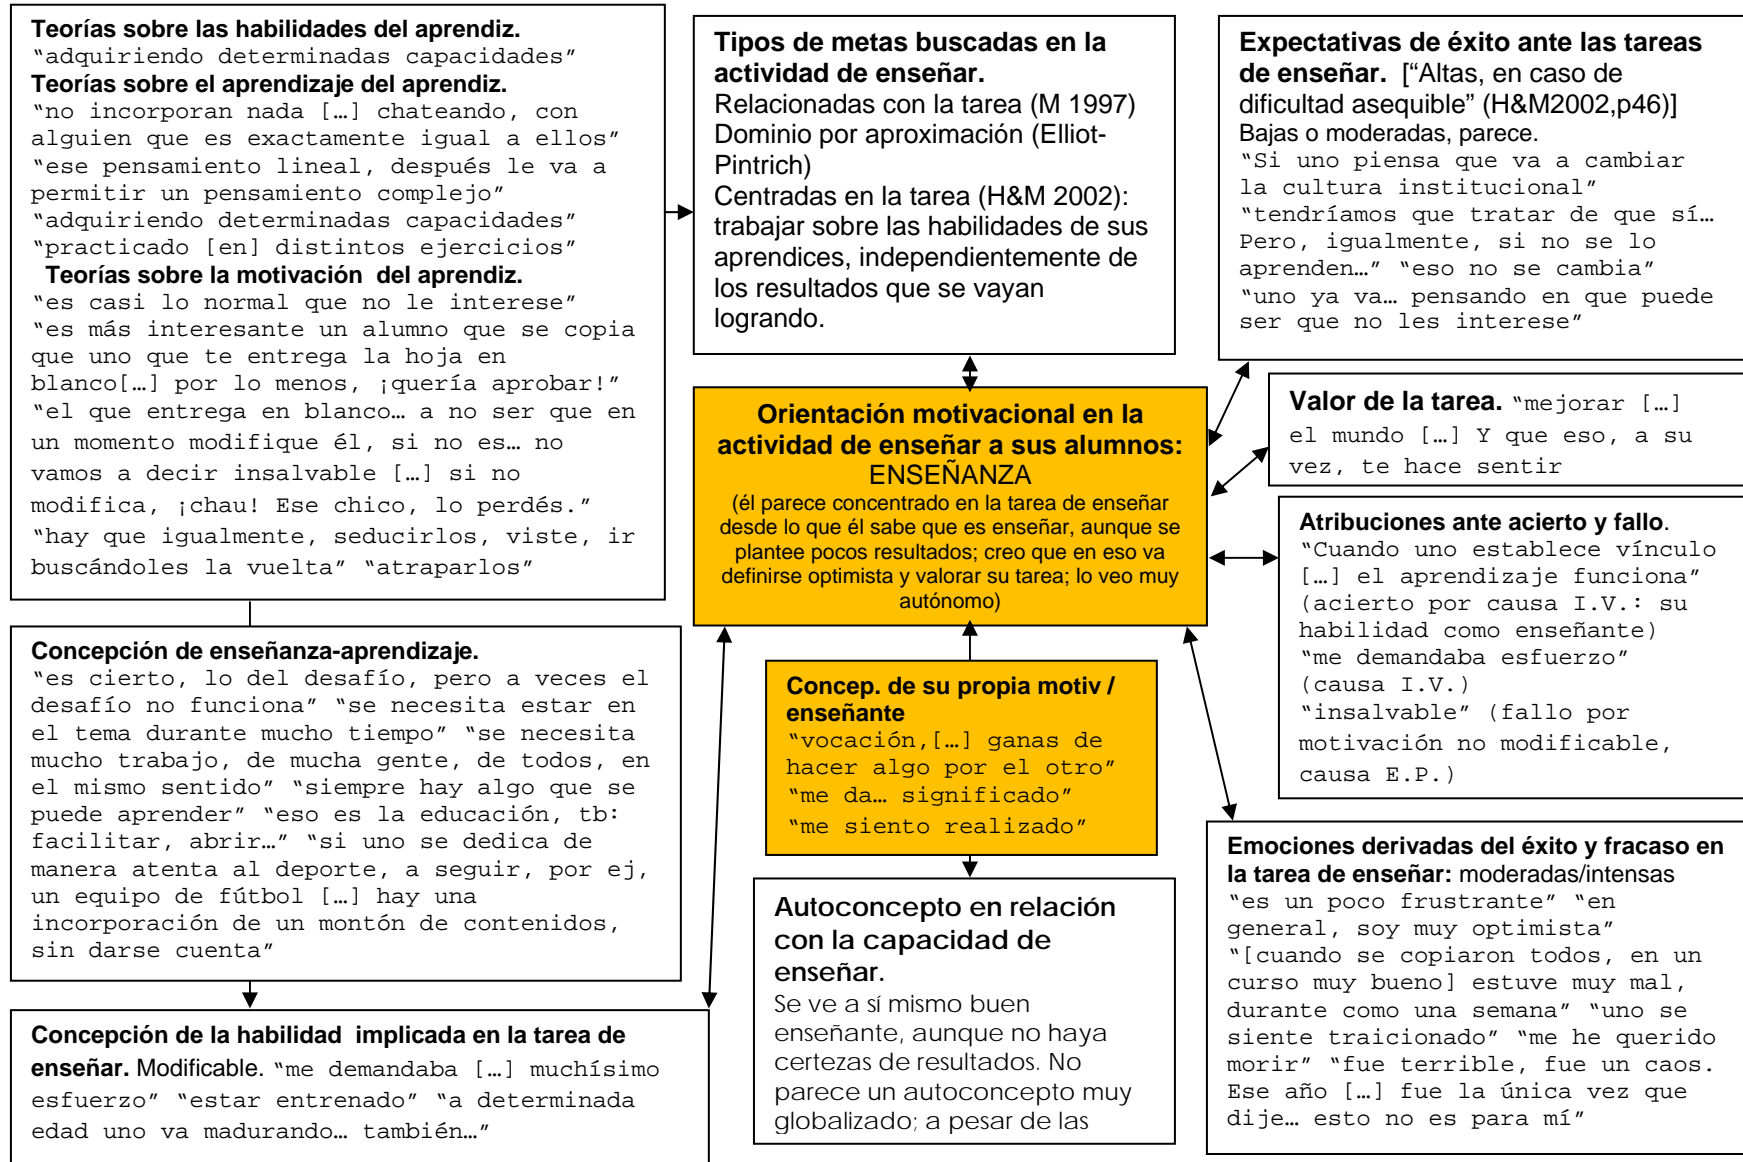 Teorías sobre las habilidades del aprendiz.
“adquiriendo determinadas capacidades”
Teorías sobre el aprendizaje del aprendiz.
“no incorporan nada […] chateando, con
alguien que es exactamente igual a ellos”
“ese pensamiento lineal, después le va a
permitir un pensamiento complejo”
“adquiriendo determinadas capacidades”
“practicado [en] distintos ejercicios”
Teorías sobre la motivación del aprendiz.
“es casi lo normal que no le interese”
“es más interesante un alumno que se copia
que uno que te entrega la hoja en
blanco[…] por lo menos, ¡quería aprobar!”
“el que entrega en blanco… a no ser que en
un momento modifique él, si no es… no
vamos a decir insalvable […] si no
modifica, ¡chau! Ese chico, lo perdés.”
“hay que igualmente, seducirlos, viste, ir
buscándoles la vuelta” “atraparlos”
Concepción de enseñanza-aprendizaje.
“es cierto, lo del desafío, pero a veces el
desafío no funciona” “se necesita estar en
el tema durante mucho tiempo” “se necesita
mucho trabajo, de mucha gente, de todos, en
el mismo sentido” “siempre hay algo que se
puede aprender” “eso es la educación, tb:
facilitar, abrir…” “si uno se dedica de
manera atenta al deporte, a seguir, por ej,
un equipo de fútbol […] hay una
incorporación de un montón de contenidos,
sin darse cuenta”
Concepción de la habilidad implicada en la tarea de
enseñar. Modificable. “me demandaba […] muchísimo
esfuerzo” “estar entrenado” “a determinada
edad uno va madurando… también…”
Tipos de metas buscadas en la
actividad de enseñar.
Relacionadas con la tarea (M 1997)
Dominio por aproximación (Elliot-
Pintrich)
Centradas en la tarea (H&M 2002):
trabajar sobre las habilidades de sus
aprendices, independientemente de
los resultados que se vayan
logrando.
Orientación motivacional en la
actividad de enseñar a sus alumnos:
ENSEÑANZA
(él parece concentrado en la tarea de enseñar
desde lo que él sabe que es enseñar, aunque se
plantee pocos resultados; creo que en eso va
definirse optimista y valorar su tarea; lo veo muy
autónomo)
Concep. de su propia motiv /
enseñante
“vocación,[…] ganas de
hacer algo por el otro”
“me da… significado”
“me siento realizado”
Autoconcepto en relación
con la capacidad de
enseñar.
Se ve a sí mismo buen
enseñante, aunque no haya
certezas de resultados. No
parece un autoconcepto muy
globalizado; a pesar de las
Expectativas de éxito ante las tareas
de enseñar. [“Altas, en caso de
dificultad asequible” (H&M2002,p46)]
Bajas o moderadas, parece.
“Si uno piensa que va a cambiar
la cultura institucional”
“tendríamos que tratar de que sí…
Pero, igualmente, si no se lo
aprenden…” “eso no se cambia”
“uno ya va… pensando en que puede
ser que no les interese”
Valor de la tarea. “mejorar […]
el mundo […] Y que eso, a su
vez, te hace sentir
Atribuciones ante acierto y fallo.
“Cuando uno establece vínculo
[…] el aprendizaje funciona”
(acierto por causa I.V.: su
habilidad como enseñante)
“me demandaba esfuerzo”
(causa I.V.)
“insalvable” (fallo por
motivación no modificable,
causa E.P.)
Emociones derivadas del éxito y fracaso en
la tarea de enseñar: moderadas/intensas
“es un poco frustrante” “en
general, soy muy optimista”
“[cuando se copiaron todos, en un
curso muy bueno] estuve muy mal,
durante como una semana” “uno se
siente traicionado” “me he querido
morir” “fue terrible, fue un caos.
Ese año […] fue la única vez que
dije… esto no es para mí”